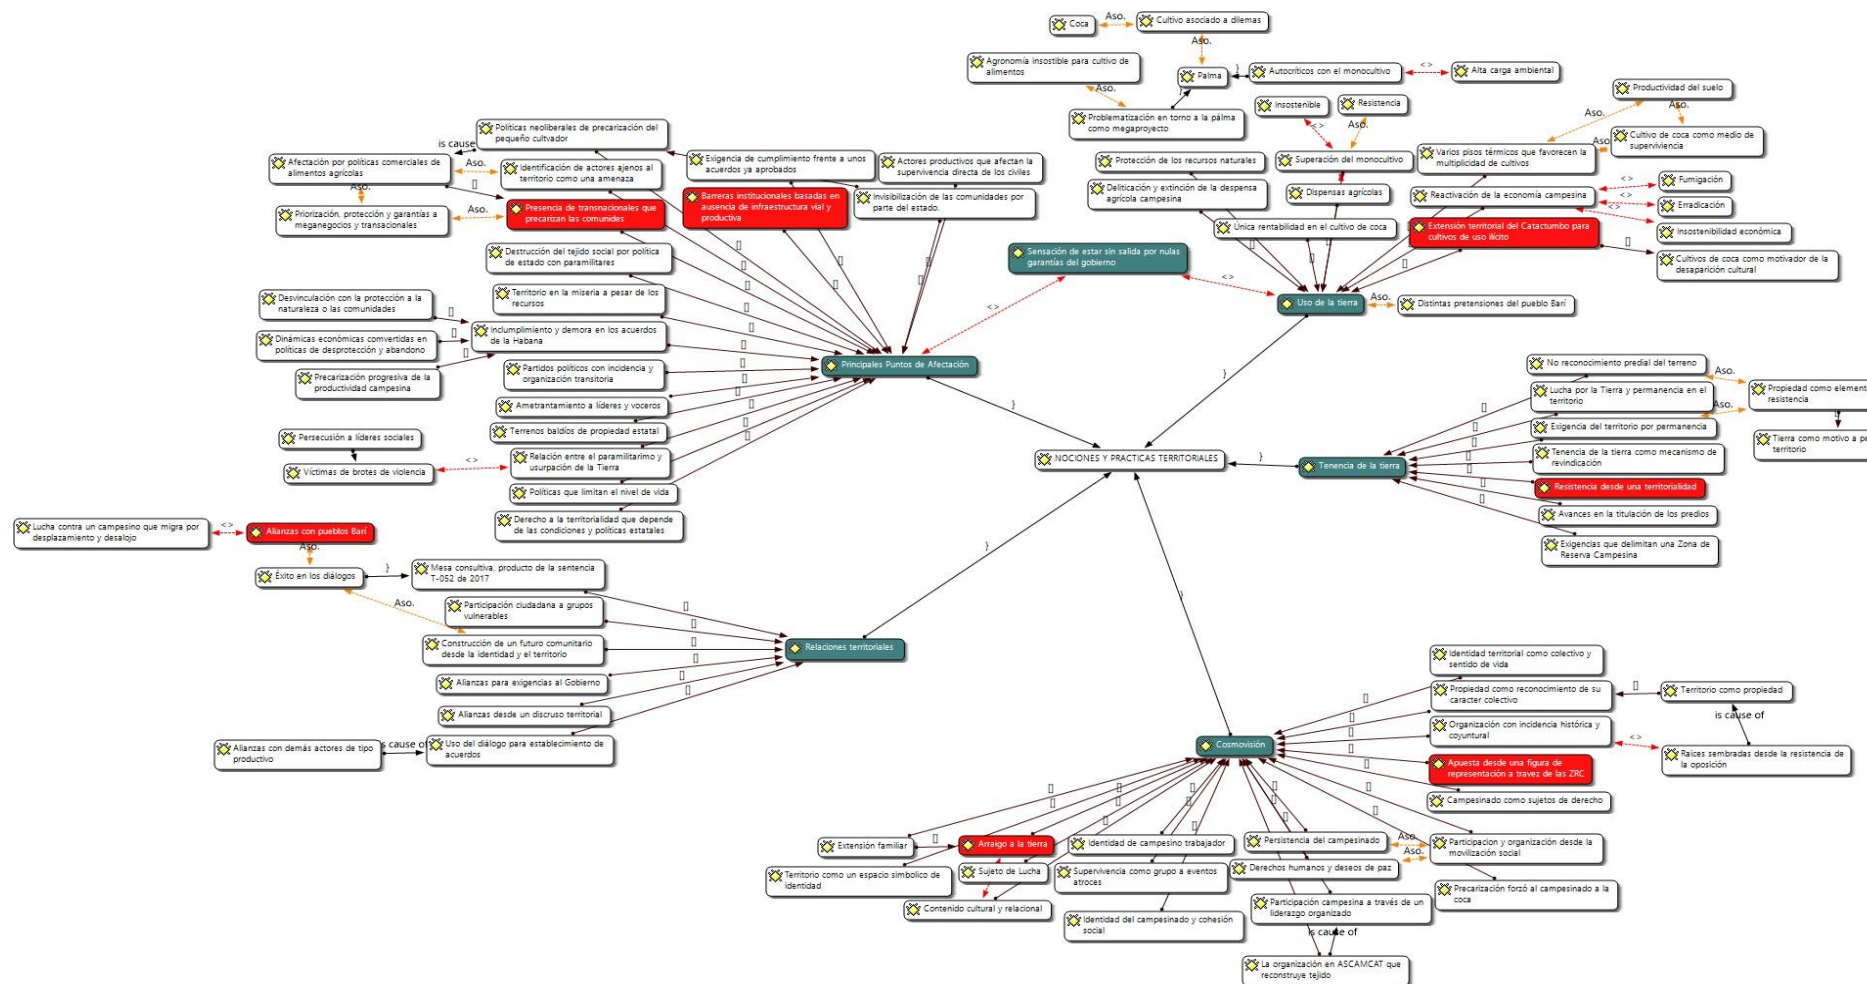 Coca
Aso.
Cultivo asociado a dilemas
Aso.
Agronomía insostible para cultivo de
alimentos
Aso.
Palma
}
Autocríticos con el monocultivo
< >
Alta carga ambiental
}
Problematización en torno a la pálma
como megaproyecto
Insostenible
Resistencia
< >
Aso.
Superación del monocultivo
Dispensas agrícolas
Productividad del suelo
Aso.
Aso.
Cultivo de coca como medio de
superviviencia
Aso
Varios pisos térmicos que favorecen la
multiplicidad de cultivos
Reactivación de la economía campesina
< >
Fumigación
< >
Erradicación
< >
Insostenibilidad económica
Extensión territorial del Catactumbo para
cultivos de uso ilícito
Cultivos de coca como motivador de la
desaparición cultural
Protección de los recursos naturales
Deliticación y extinción de la despensa
agrícola campesina
Única rentabilidad en el cultivo de coca
Uso de la tierra
Aso.
Distintas pretensiones del pueblo Barí
Sensación de estar sin salida por nulas
garantías del gobierno
< >
< >
Políticas neoliberales de precarización del
pequeño cultivador
is cause
Afectación por políticas comerciales de
alimentos agrícolas
Aso.
Identificación de actores ajenos al
territorio como una amenaza
Aso.
Priorización, protección y garantías a
meganegocios y transacionales
Aso.
Presencia de transnacionales que
precarizan las comunides
Exigencia de cumplimiento frente a unos
acuerdos ya aprobados
Actores productivos que afectan la
supervivencia directa de los civiles
Barreras institucionales basadas en
ausencia de infraestructura vial y
productiva
Invisibilización de las comunidades por
parte del estado.
Destrucción del tejido social por política
de estado con paramilitares
Territorio en la miseria a pesar de los
recursos
Desvinculación con la protección a la
naturaleza o las comunidades
Dinámicas económicas comvertidas en
políticas de desprotección y abandono
Precarización progresiva de la
productividad campesina
Inclumplimiento y demora en los acuerdos
de la Habana
Partidos políticos con incidencia y
organización transitoria
Ametrantamiento a líderes y voceros
Terrenos baldíos de propiedad estatal
Persecusión a líderes sociales
Víctimas de brotes de violencia
< >
Relación entre el paramilitarimo y
usurpación de la Tierra
Políticas que limitan el nivel de vida
Derecho a la territorialidad que depende
de las condiciones y políticas estatales
Principales Puntos de Afectación
}
}
NOCIONES Y PRACTICAS TERRITORIALES
}
Tenencia de la tierra
No reconocimiento predial del terreno
Aso.
Lucha por la Tierra y permanencia en el
territorio
Propiedad como element
resistencia
Aso.
Exigencia del territorio por permanencia
Tierra como motivo a pe
territorio
Tenencia de la tierra como mecanismo de
revindicación
Resistencia desde una territorialidad
Avances en la titulación de los predios
Exigencias que delimitan una Zona de
Reserva Campesina
Lucha contra un campesino que migra por
desplazamiento y desalojo
< >
Alianzas con pueblos Barí
Aso.
Éxito en los diálogos
}
Mesa consultiva, producto de la sentencia
T-052 de 2017
Aso.
Participación ciudadana a grupos
vulnerables
Construcción de un futuro comunitario
desde la identidad y el territorio
Alianzas para exigencias al Gobierno
Alianzas desde un discruso territorial
Alianzas con demás actores de tipo
productivo
is cause of
Uso del diálogo para establecimiento de
acuerdos
Relaciones territoriales
}
}
Identidad territorial como colectivo y
sentido de vida
Propiedad como reconocimiento de su
caracter colectivo
Territorio como propiedad
is cause of
Organización con incidencia histórica y
coyuntural
< >
Raices sembradas desde la resistencia de
la oposición
Cosmovisión
Apuesta desde una figura de
representación a travez de las ZRC
Campesinado como sujetos de derecho
Extensión familiar
Arraigo a la tierra
Identidad de campesino trabajador
Persistencia del campesinado
Aso.
Participacion y organización desde la
movilización social
Aso.
Territorio como un espacio simbolico de
identidad
Sujeto de Lucha
Supervivencia como grupo a eventos
atroces
Derechos humanos y deseos de paz
Precarización forzó al campesinado a la
coca
Contenido cultural y relacional
Identidad del campesinado y cohesión
social
Participación campesina a través de un
liderazgo organizado
is cause of
La organización en ASCAMCAT que
reconstruye tejido